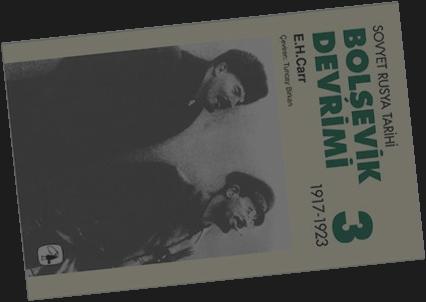 SOVYET RUSYA TARİHİ
BOLŞEVİK
DEVRİMİ 3
1917-1923
E.H.Carr
Çeviren: Tuncay Birkan